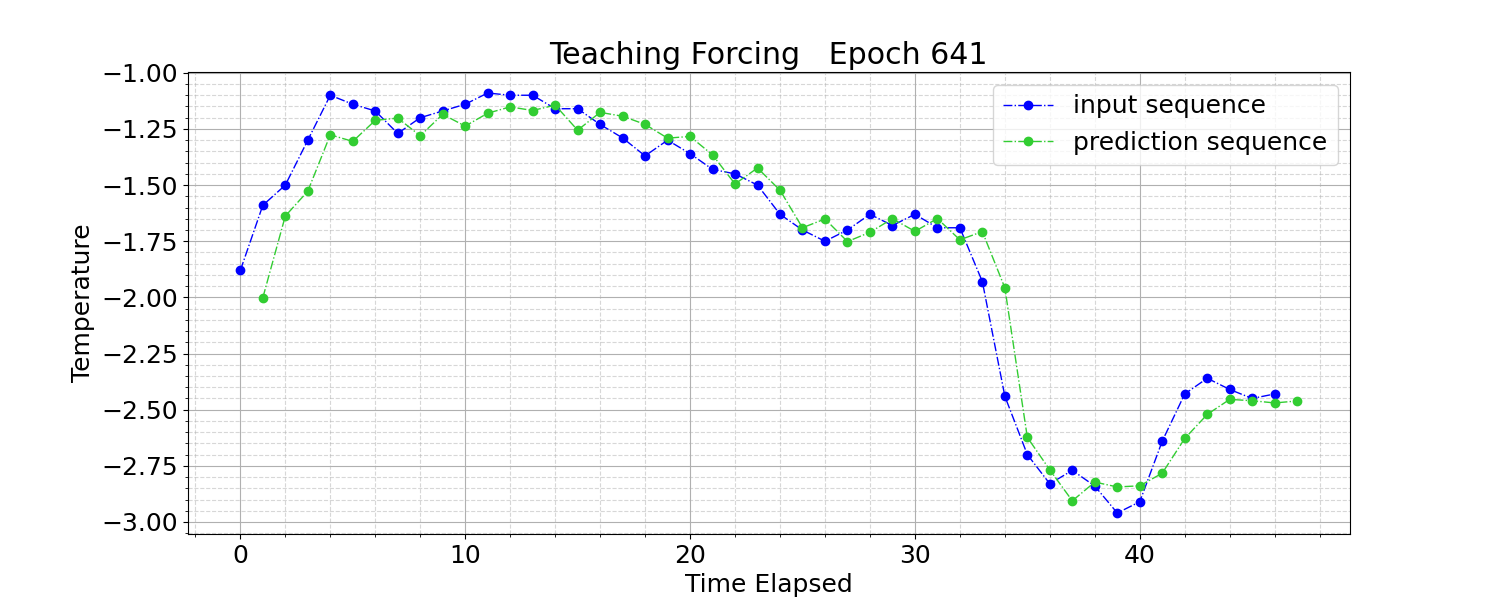 Teaching Forcing   Epoch 641
input sequence
prediction sequence
Temperature
−1.00
−1.25
−1.50
−1.75
−2.00
−2.25
−2.50
−2.75
−3.00
0 10 20 30 40
Time Elapsed